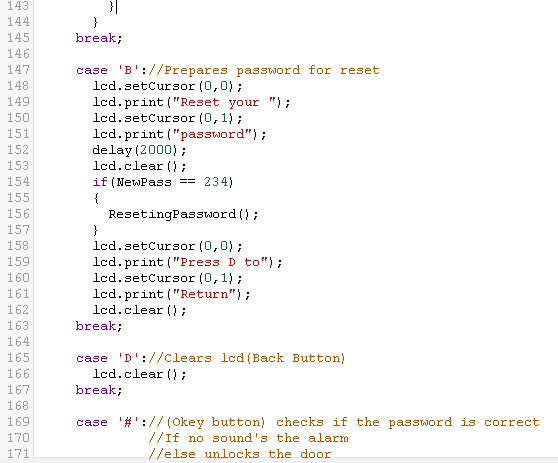 143 }
144 }
145 break;
146
147 case 'B'://Prepares password for reset
148 lcd.setCursor(0,0);
149 lcd.print("Reset your ");
150 lcd.setCursor(0,1);
151 lcd.print("password");
152 delay(2000);
153 lcd.clear();
154 if(NewPass == 234)
155 {
156 ResetingPassword();
157 }
158 lcd.setCursor(0,0);
159 lcd.print("Press D to");
160 lcd.setCursor(0,1);
161 lcd.print("Return");
162 lcd.clear();
163 break;
164
165 case 'D'://Clears lcd(Back Button)
166 lcd.clear();
167 break;
168
169 case '#'://(Okey button) checks if the password is correct
170 //If no sound's the alarm
171 //else unlocks the door